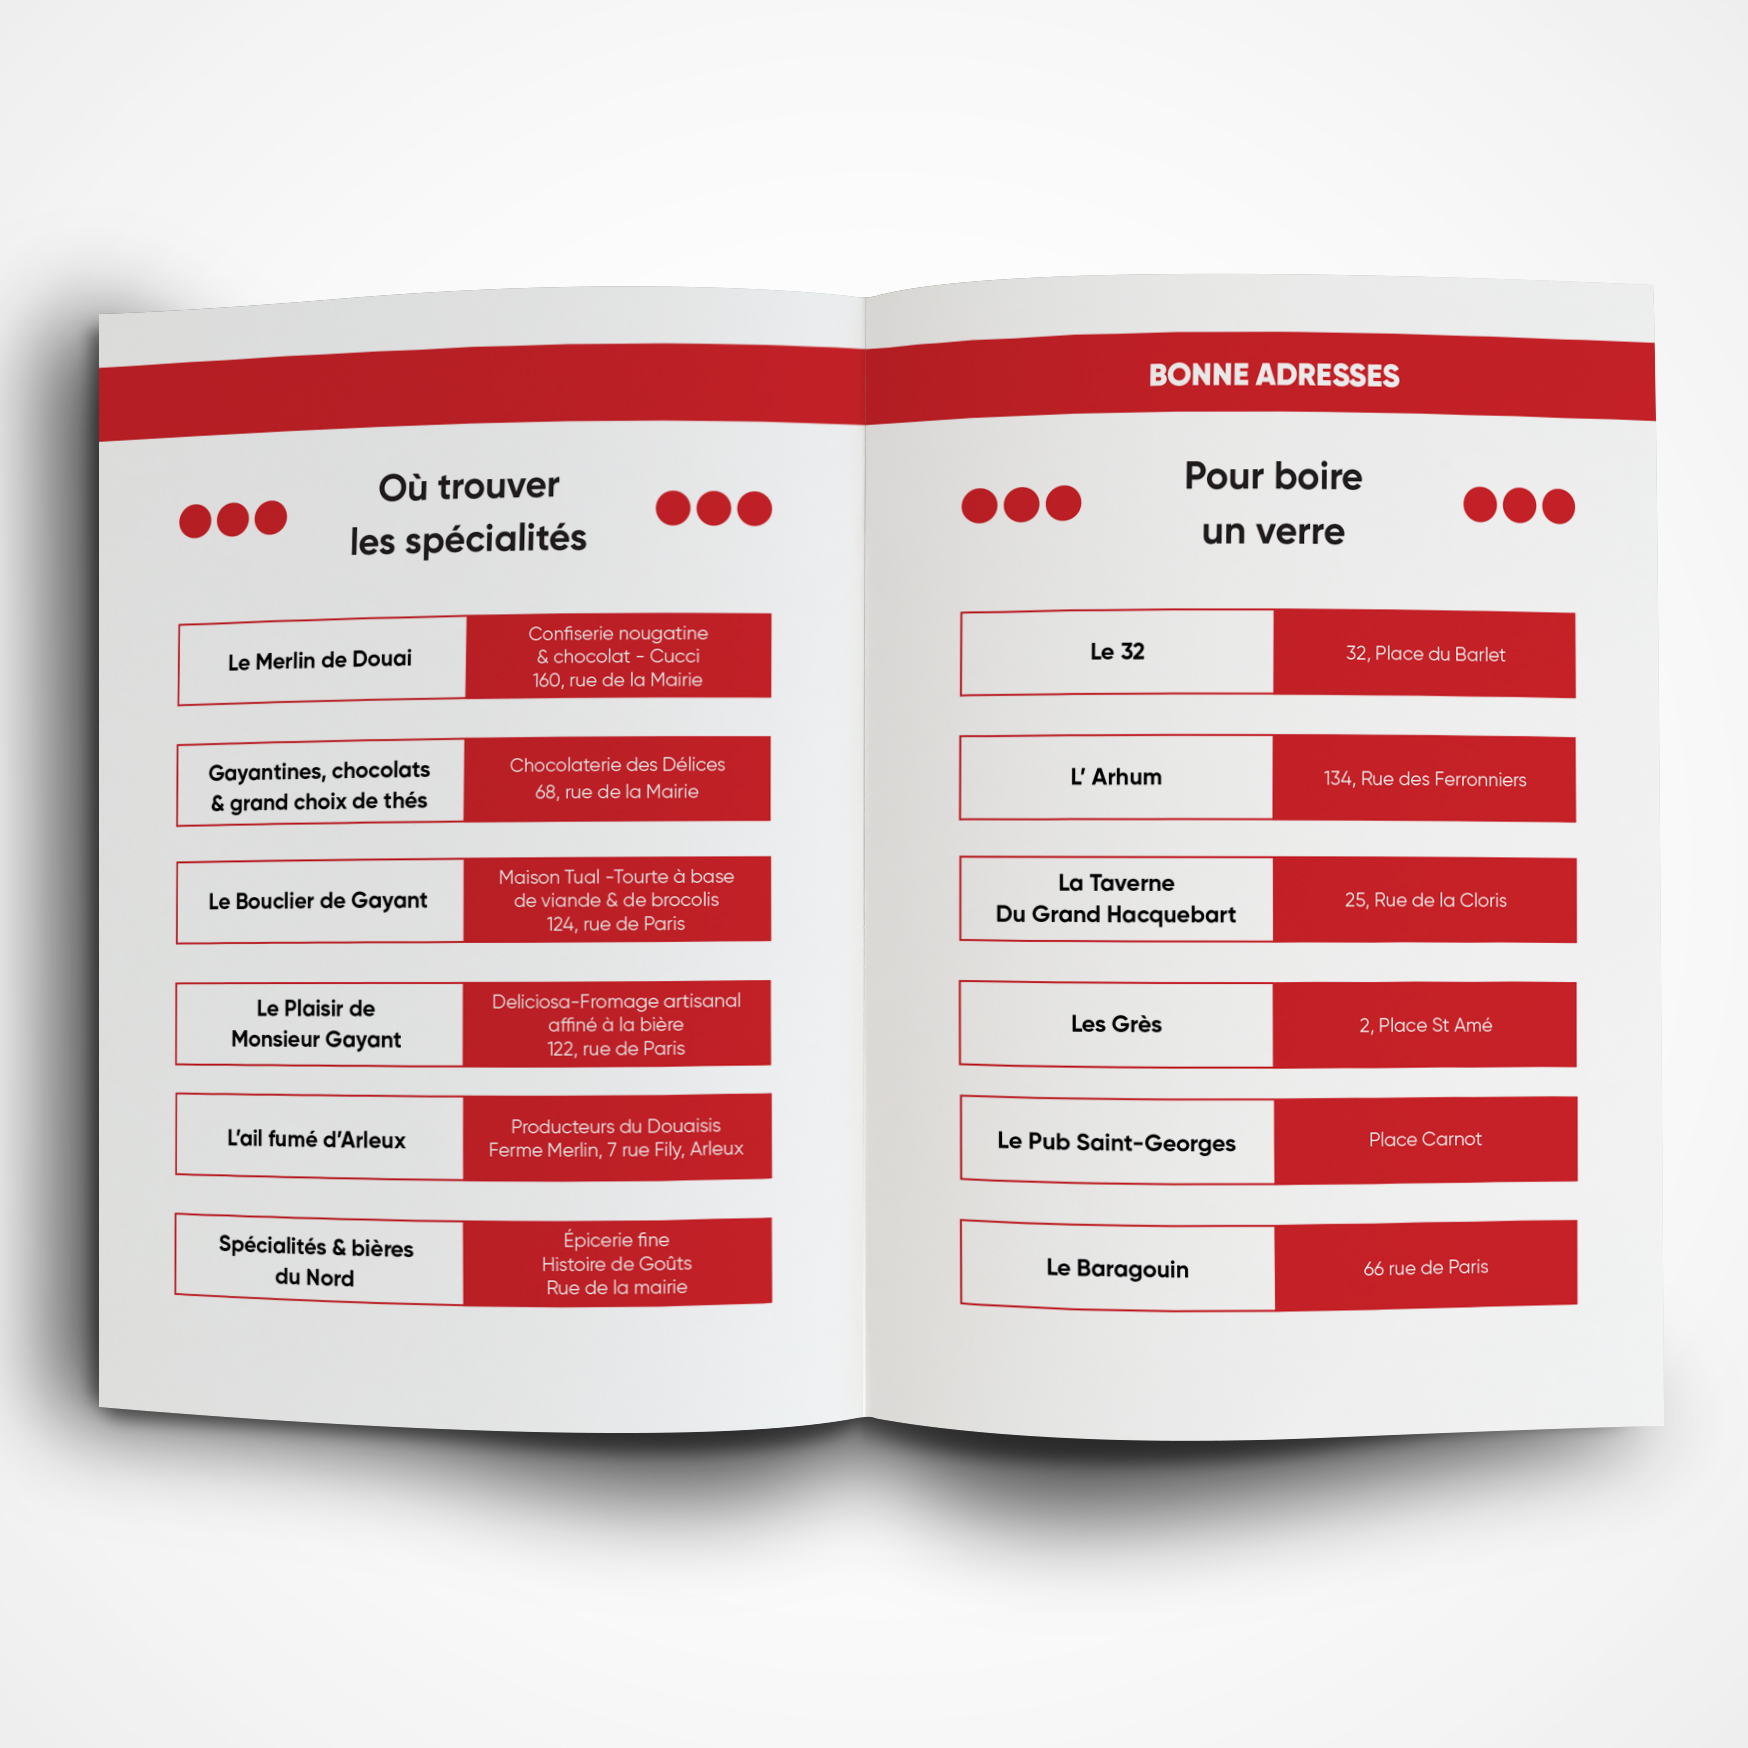 Où trouver
les spécialités
Le Merlin de Douai
Confiserie nougatine
& chocolat - Cucci
160, rue de la Mairie
Gayantines, chocolats
& grand choix de thés
Chocolaterie des Délices
68, rue de la Mairie
Le Bouclier de Gayant
Maison Tual -Tourte à base
de viande & de brocolis
124, rue de Paris
Le Plaisir de
Monsieur Gayant
Deliciosa-Fromage artisanal
affiné à la bière
122, rue de Paris
L'ail fumé d'Arleux
Producteurs du Douaisis
Ferme Merlin, 7 rue Fily, Arleux
Spécialités & bières
du Nord
Épicerie fine
Histoire de Goûts
Rue de la mairie
BONNE ADRESSES
Pour boire
un verre
Le 32
32, Place du Barlet
L' Arhum
134, Rue des Ferronniers
La Taverne
Du Grand Hacquebart
25, Rue de la Cloris
Les Grès
2, Place St Amé
Le Pub Saint-Georges
Place Carnot
Le Baragouin
66 rue de Paris